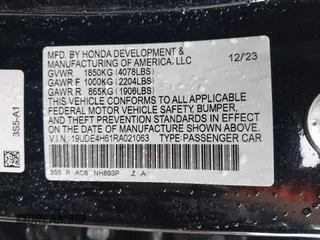 MFD. BY HONDA DEVELOPMENT &
MANUFACTURING OF AMERICA, LLC
GVWR 1850KG (4078LBS) 12/23
GAWR F 1000KG (2204LBS)
GAWR R 865KG (1906LBS)
THIS VEHICLE CONFORMS TO ALL APPLICABLE
FEDERAL MOTOR VEHICLE SAFETY, BUMPER,
AND THEFT PREVENTION STANDARDS IN
EFFECT ON THE DATE OF MANUFACTURE
SHOWN ABOVE.
V.I.N. 19UDE4H61RA021063 TYPE:PASSENGER CAR
3S5 R AC6 NH893P Z A
3S5-A1